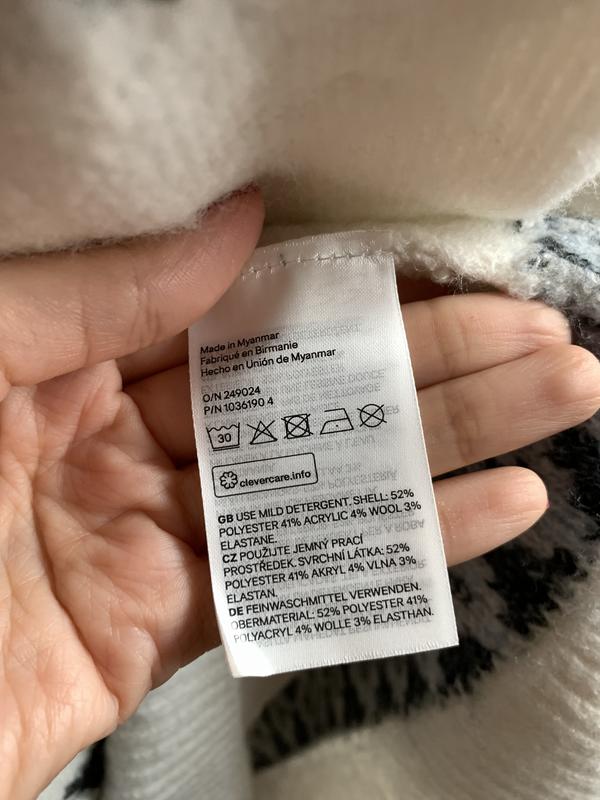 Made in Myanmar
Fabriqué en Birmanie
Hecho en Unión de Myanmar
O/N 249024
P/N 1036190 4
30
clevercare.info
GB USE MILD DETERGENT. SHELL: 52%
POLYESTER 41% ACRYLIC 4% WOOL 3%
ELASTANE.
CZ POUŽIJTE JEMNÝ PRACÍ
PROSTŘEDEK. SVRCHNÍ LÁTKA: 52%
POLYESTER 41% AKRYL 4% VLNA 3%
ELASTAN.
DE FEINWASCHMITTEL VERWENDEN.
OBERMATERIAL: 52% POLYESTER 41%
POLYACRYL 4% WOLLE 3% ELASTHAN.